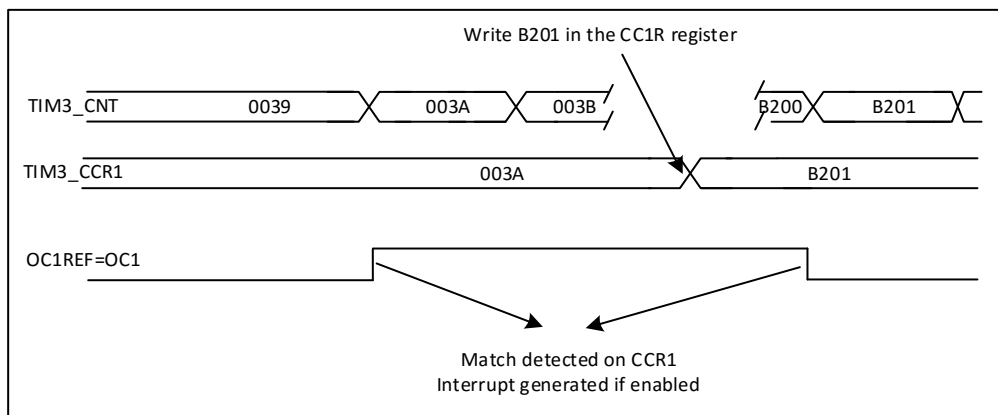 Write B201 in the CC1R register
TIM3_CNT 0039 003A 003B B200 B201
TIM3_CCR1 003A B201
OC1REF=OC1
Match detected on CCR1
Interrupt generated if enabled